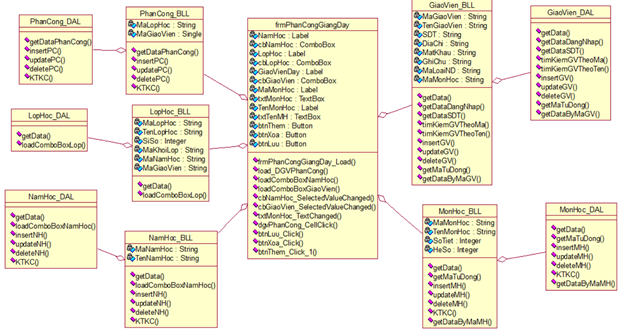 PhanCong_DAL
getDataPhanCong()
insertPC()
updatePC()
deletePC()
KTKC()
PhanCong_BLL
MaLopHoc : String
MaGiaoVien : Single
getDataPhanCong()
insertPC()
updatePC()
deletePC()
KTKC()
LopHoc_DAL
getData()
loadComboBoxLop()
LopHoc_BLL
MaLopHoc : String
TenLopHoc : String
SiSo : Integer
MaKhoiLop : String
MaNamHoc : String
MaGiaoVien : String
getData()
loadComboBoxLop()
NamHoc_DAL
getData()
loadComboBoxNamHoc()
insertNH()
updateNH()
deleteNH()
KTKC()
NamHoc_BLL
MaNamHoc : String
TenNamHoc : String
getData()
loadComboBoxNamHoc()
insertNH()
updateNH()
deleteNH()
KTKC()
frmPhanCongGiangDay
NamHoc : Label
cbNamHoc : ComboBox
LopHoc : Label
cbLopHoc : ComboBox
GiaoVienDay : Label
cbGiaoVien : ComboBox
MaMonHoc : Label
txtMonHoc : TextBox
TenMonHoc : Label
txtTenMH : TextBox
btnThem : Button
btnXoa : Button
btnLuu : Button
frmPhanCongGiangDay_Load()
load_DGVPhanCong()
loadComboBoxNamHoc()
loadComboBoxGiaoVien()
cbNamHoc_SelectedValueChanged()
cbGiaoVien_SelectedValueChanged()
txtMonHoc_TextChanged()
dgvPhanCong_CellClick()
btnLuu_Click()
btnXoa_Click()
btnThem_Click_1()
GiaoVien_BLL
MaGiaoVien : String
TenGiaoVien : String
SDT : String
DiaChi : String
MatKhau : String
GhiChu : String
MaLoaiND : String
MaMonHoc : String
getData()
getDataDangNhap()
getDataSDT()
timKiemGVTheoMa()
timKiemGVTheoTen()
insertGV()
updateGV()
deleteGV()
getMaTuDong()
getDataByMaGV()
GiaoVien_DAL
getData()
getDataDangNhap()
getDataSDT()
timKiemGVTheoMa()
timKiemGVTheoTen()
insertGV()
updateGV()
deleteGV()
getMaTuDong()
getDataByMaGV()
MonHoc_BLL
MaMonHoc : String
TenMonHoc : String
SoTiet : Integer
HeSo : Integer
getData()
getMaTuDong()
insertMH()
updateMH()
deleteMH()
KTKC()
getDataByMaMH()
MonHoc_DAL
getData()
getMaTuDong()
insertMH()
updateMH()
deleteMH()
KTKC()
getDataByMaMH()